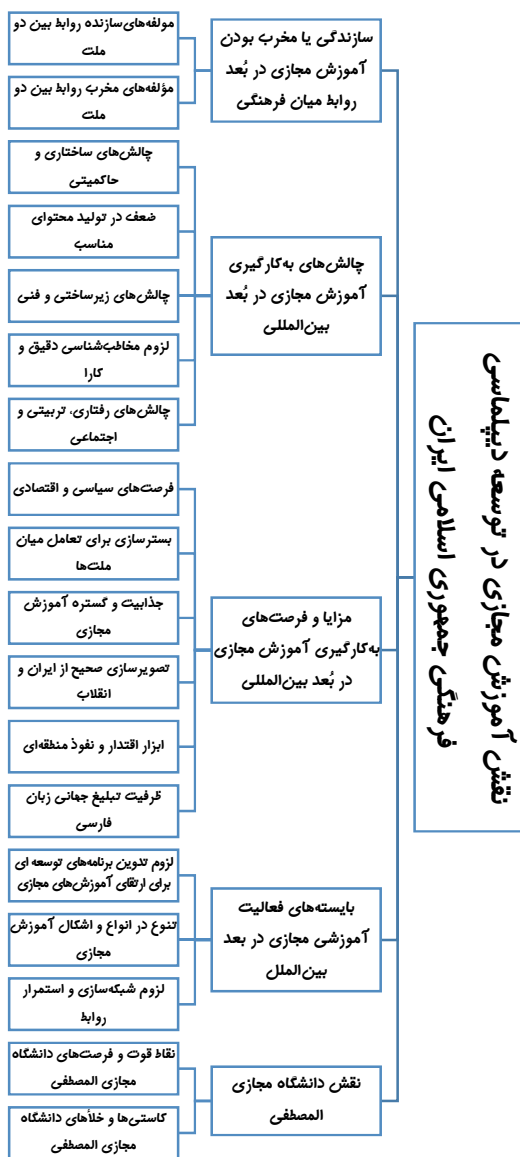 نقش آموزش مجازی در توسعه دیپلماسی
فرهنگی جمهوری اسلامی ایران
سازندگی یا مخرب بودن
آموزش مجازی در بُعد
روابط میان فرهنگی
مولفه‌های سازنده روابط بین دو
ملت
مؤلفه‌های مخرب روابط بین دو
ملت
چالش‌های به‌کارگیری
آموزش مجازی در بُعد
بین‌المللی
چالش‌های ساختاری و
حاکمیتی
ضعف در تولید محتوای
مناسب
چالش‌های زیرساختی و فنی
لزوم مخاطب‌شناسی دقیق و
کارا
چالش‌های رفتاری، تربیتی و
اجتماعی
مزایا و فرصت‌های
به‌کارگیری آموزش مجازی
در بُعد بین‌المللی
فرصت‌های سیاسی و اقتصادی
بسترسازی برای تعامل میان
ملت‌ها
جذابیت و گستره آموزش
مجازی
تصویرسازی صحیح از ایران و
انقلاب
ابزار اقتدار و نفوذ منطقه‌ای
ظرفیت تبلیغ جهانی زبان
فارسی
بایسته‌های فعالیت
آموزشی مجازی در بعد
بین‌الملل
لزوم تدوین برنامه‌های توسعه ای
برای ارتقای آموزش‌های مجازی
تنوع در انواع و اشکال آموزش
مجازی
لزوم شبکه‌سازی و استمرار
روابط
نقش دانشگاه مجازی
المصطفی
نقاط قوت و فرصت‌های دانشگاه
مجازی المصطفی
کاستی‌ها و خلأهای دانشگاه
مجازی المصطفی